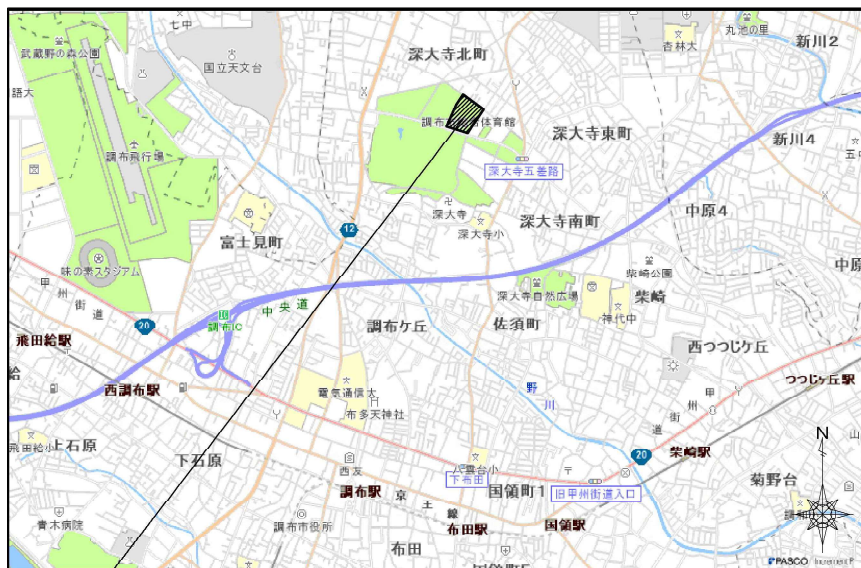 七中
武蔵野の森公園
国立天文台
深大寺北町
杏林大
丸池の里
新川2
語大
調布飛行場
深大寺東町
新川4
深大寺五差路
深大寺
深大寺小
深大寺南町
中原4
12
富士見町
味の素スタジアム
甲州街道
20
調布IC
中央道
深大寺自然広場
柴崎公園
柴崎
神代中
佐須町
調布ケ丘
西つつじケ丘
つつじヶ丘駅
飛田給駅
西調布駅
電気通信大
布多天神社
野川
甲州街道
柴崎駅
20
飛田給小
上石原
下石原
西友
調布駅
八雲台小
下布田
国領町1
旧甲州街道入口
菊野台
N
青木病院
調布市役所
布田駅
国領駅
布田
PASCO Increment P